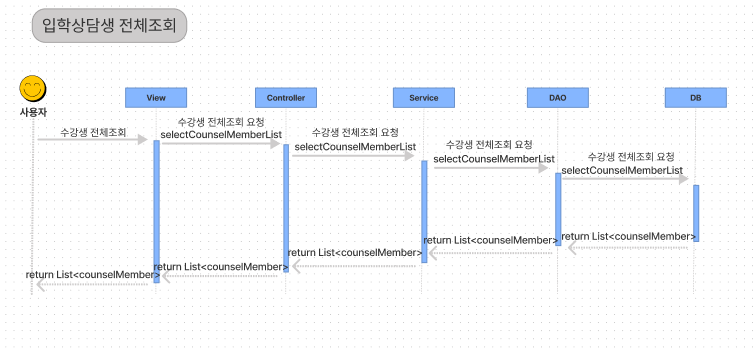 입학상담생 전체조회
사용자
View
Controller
Service
DAO
DB
수강생 전체조회
수강생 전체조회 요청
selectCounselMemberList
수강생 전체조회 요청
selectCounselMemberList
수강생 전체조회 요청
selectCounselMemberList
수강생 전체조회 요청
selectCounselMemberList
return List<counselMember>
return List<counselMember>
return List<counselMember>
return List<counselMember>
return List<counselMember>